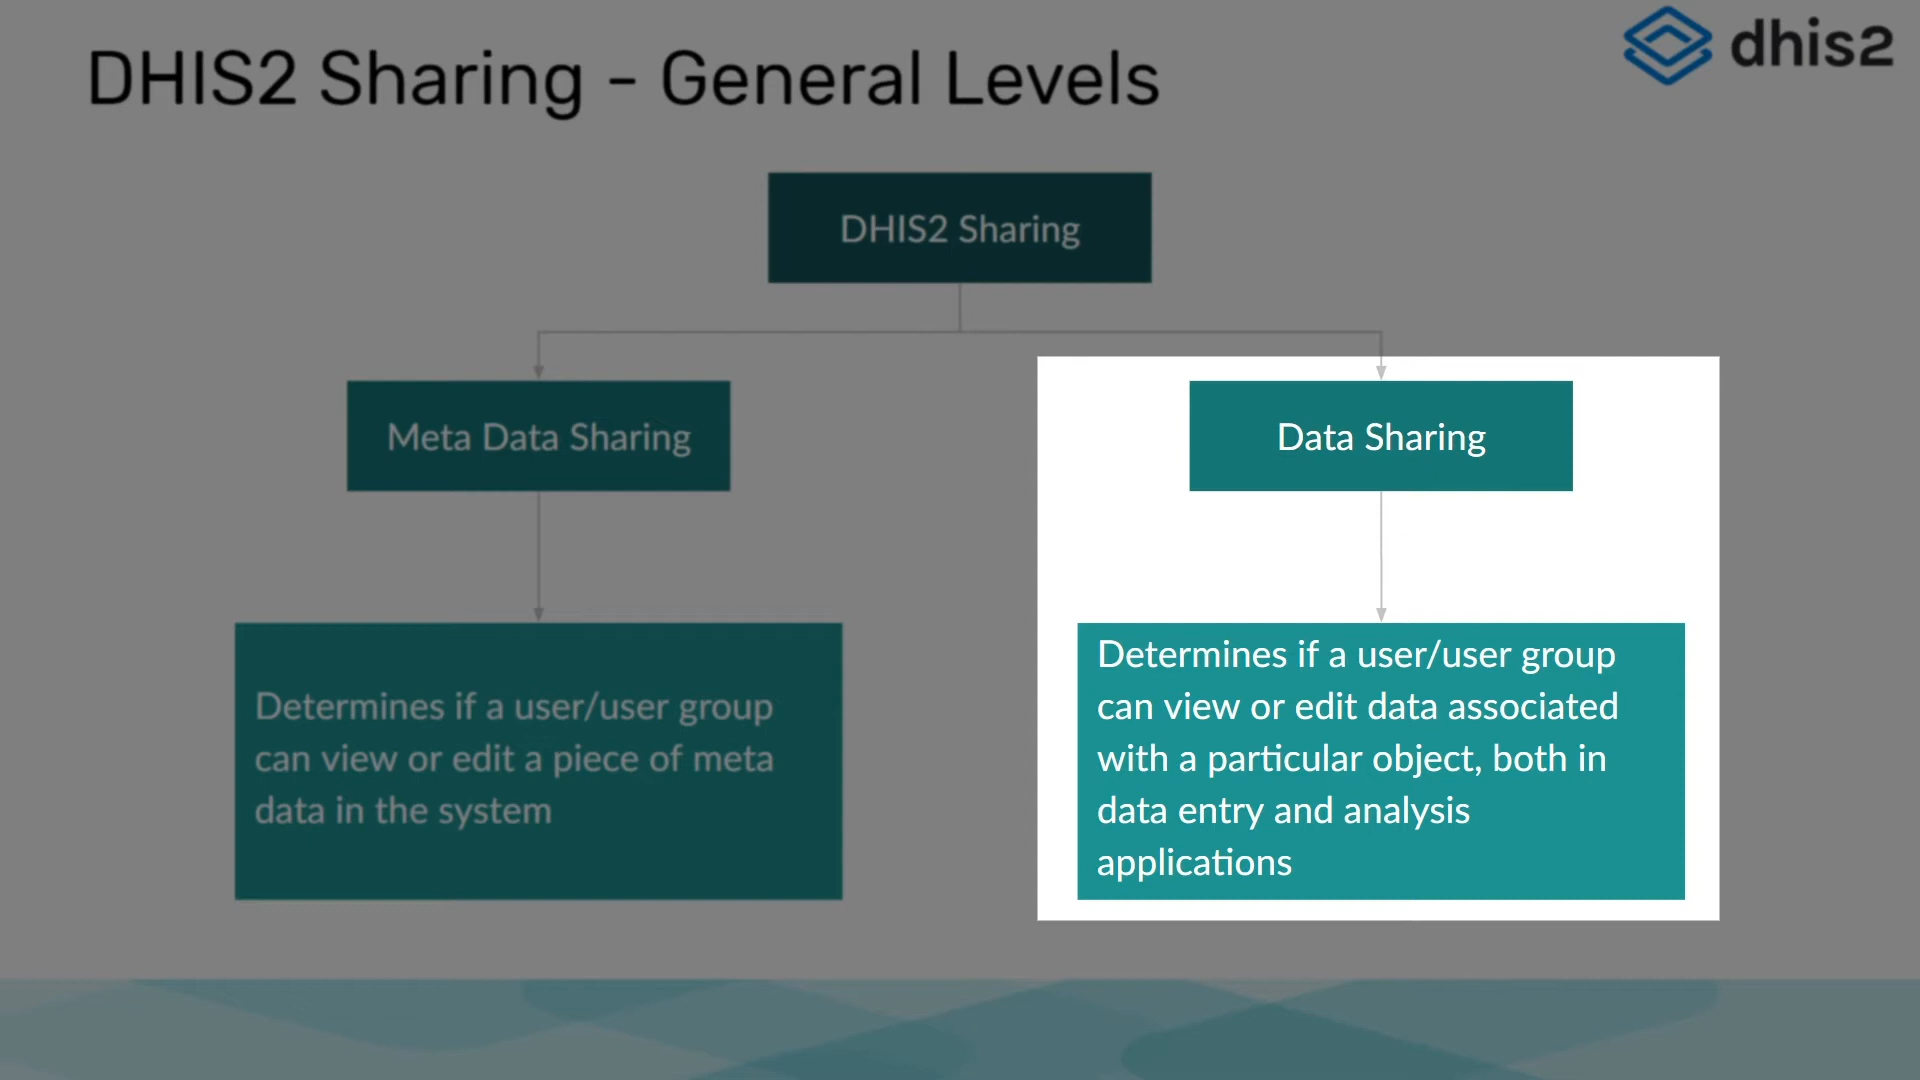 DHIS2 Sharing - General Levels
dhis2
DHIS2 Sharing
Meta Data Sharing
Data Sharing
Determines if a user/user group
can view or edit a piece of meta
data in the system
Determines if a user/user group
can view or edit data associated
with a particular object, both in
data entry and analysis
applications